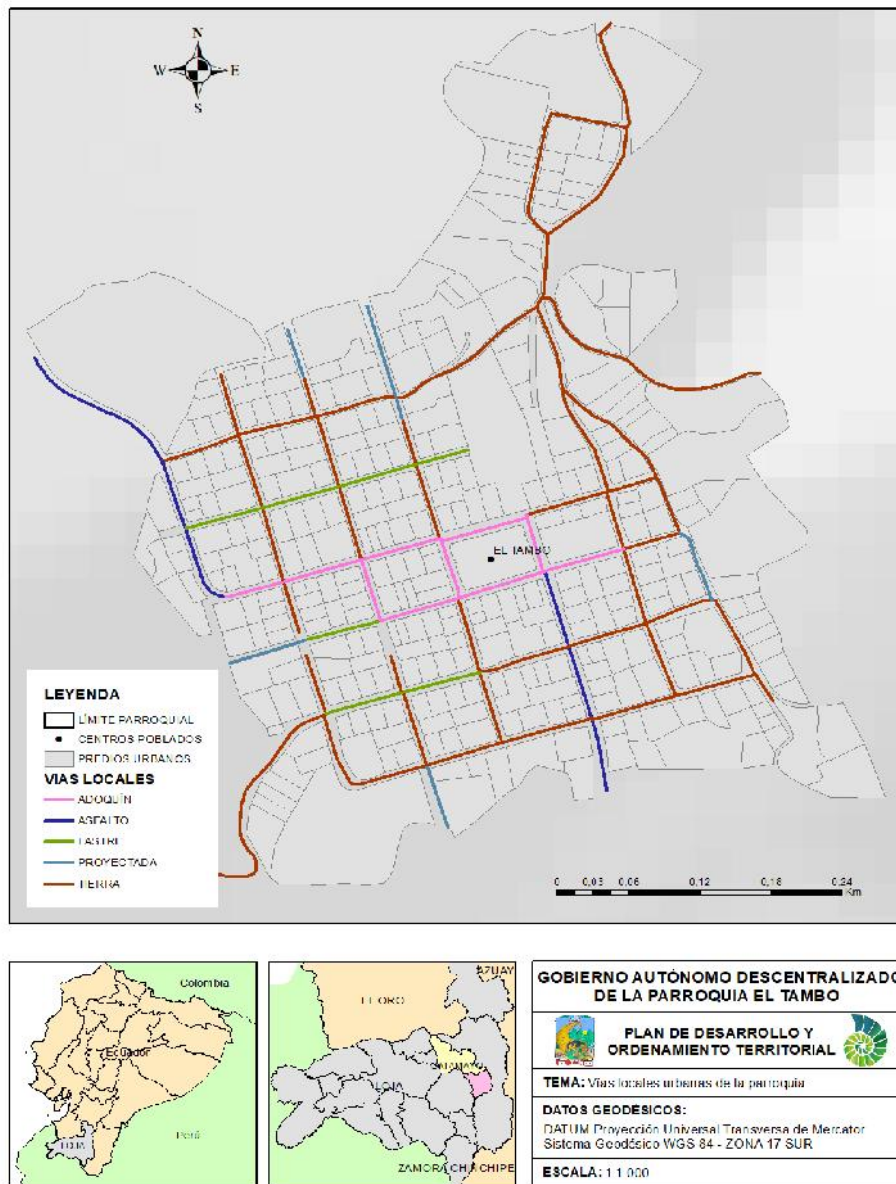 N
W E
S
EL TAMBO
LEYENDA
LÍMITE PARROQUIAL
CENTROS POBLADOS
PREDIOS URBANOS
VIAS LOCALES
ADOQUÍN
ASFALTO
LASTRE
PROYECTADA
TIERRA
0 0,03 0,06 0,12 0,18 0,24
Km
Colombia
Ecuador
Perú
LOJA
AZUAY
EL ORO
CATAMAYO
LOJA
ZAMORA CHINCHIPE
GOBIERNO AUTÓNOMO DESCENTRALIZADO
DE LA PARROQUIA EL TAMBO
PLAN DE DESARROLLO Y
ORDENAMIENTO TERRITORIAL
TEMA: Vías locales urbanas de la parroquia
DATOS GEODÉSICOS:
DATUM Proyección Universal Transversa de Mercator
Sistema Geodésico WGS 84 - ZONA 17 SUR
ESCALA: 1:1.000